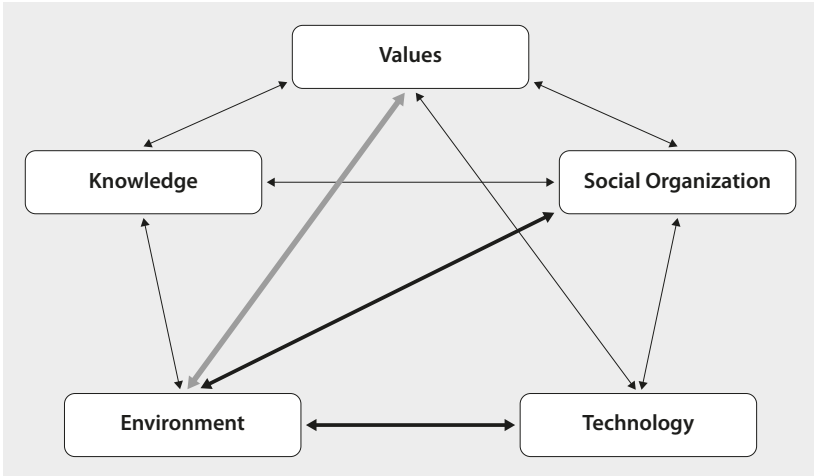 Values
Knowledge
Social Organization
Environment
Technology